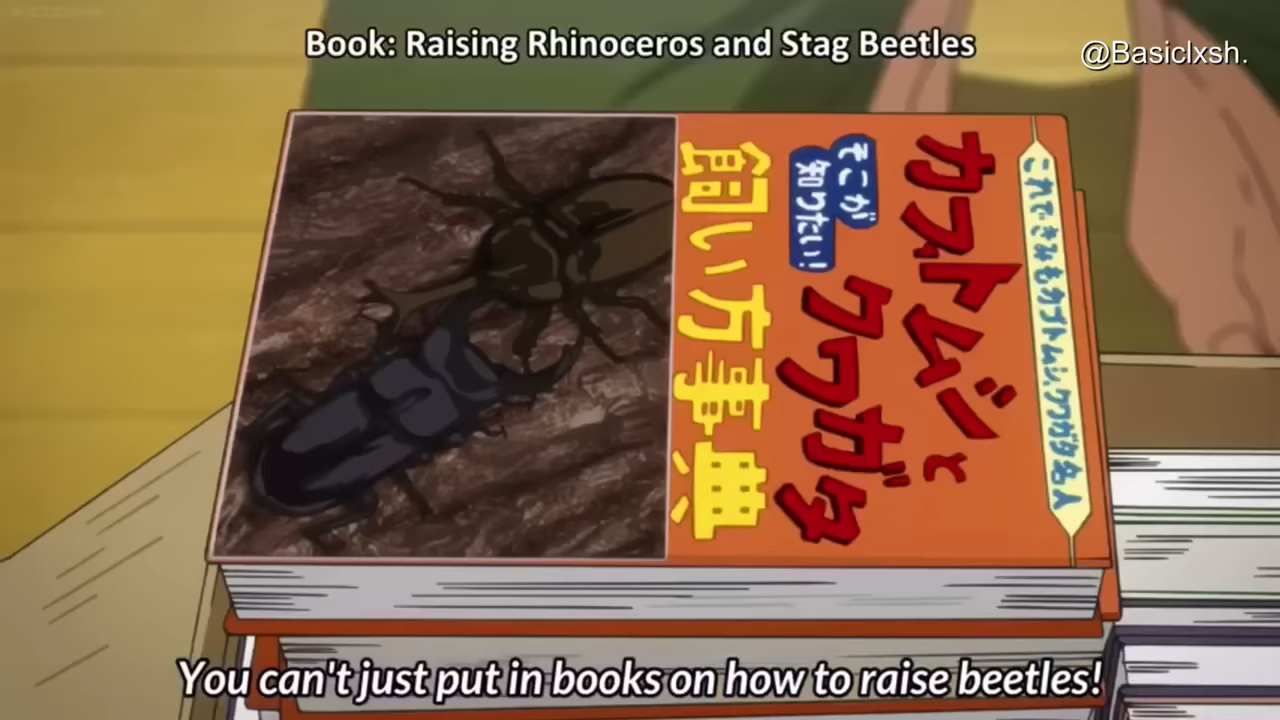 Book: Raising Rhinoceros and Stag Beetles
@Basiclxsh.
これできみもカブトムシ、クワガタ名人
カブトムシと
クワガタ
そこが
知りたい!
飼い方事典
You can't just put in books on how to raise beetles!